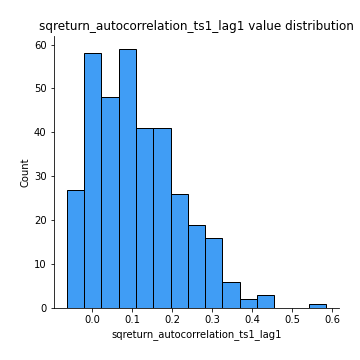 sqreturn_autocorrelation_ts1_lag1 value distribution
60
50
40
30
20
10
0
Count
0.0 0.1 0.2 0.3 0.4 0.5 0.6
sqreturn_autocorrelation_ts1_lag1